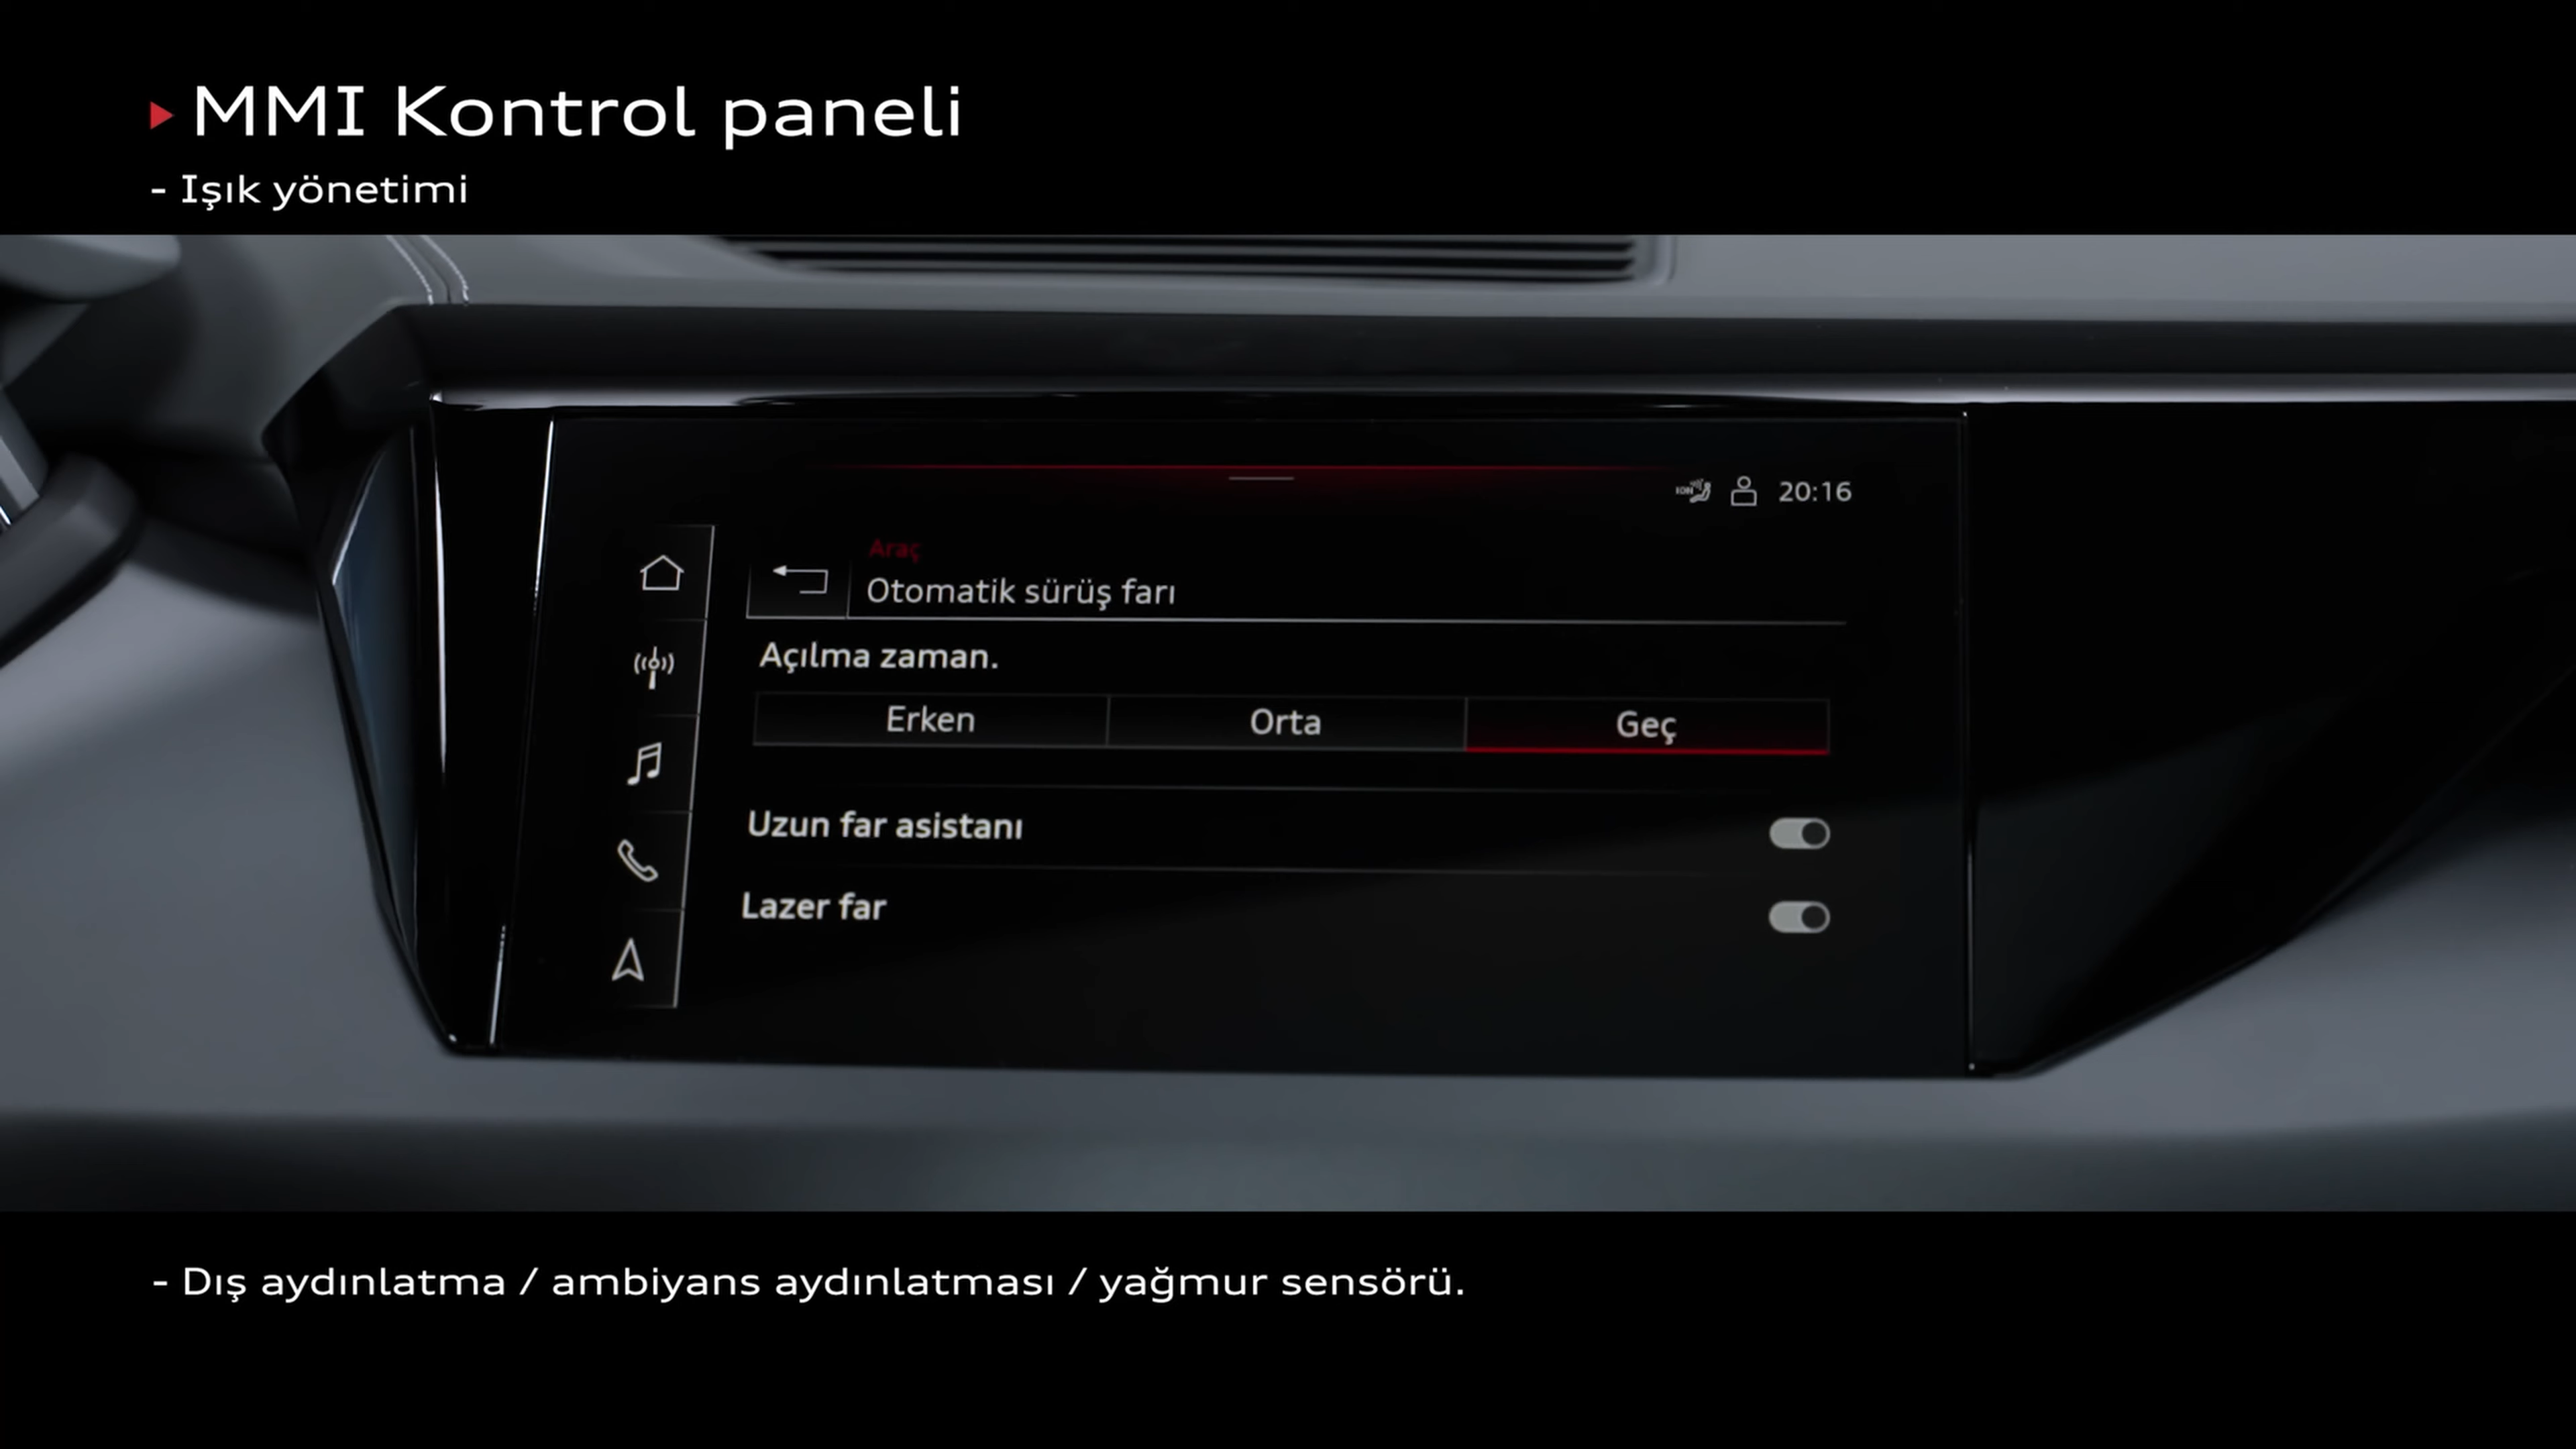 MMI Kontrol paneli
- Işık yönetimi
ION
20:16
Araç
Otomatik sürüş farı
Açılma zaman.
Erken
Orta
Geç
Uzun far asistanı
Lazer far
- Dış aydınlatma / ambiyans aydınlatması / yağmur sensörü.